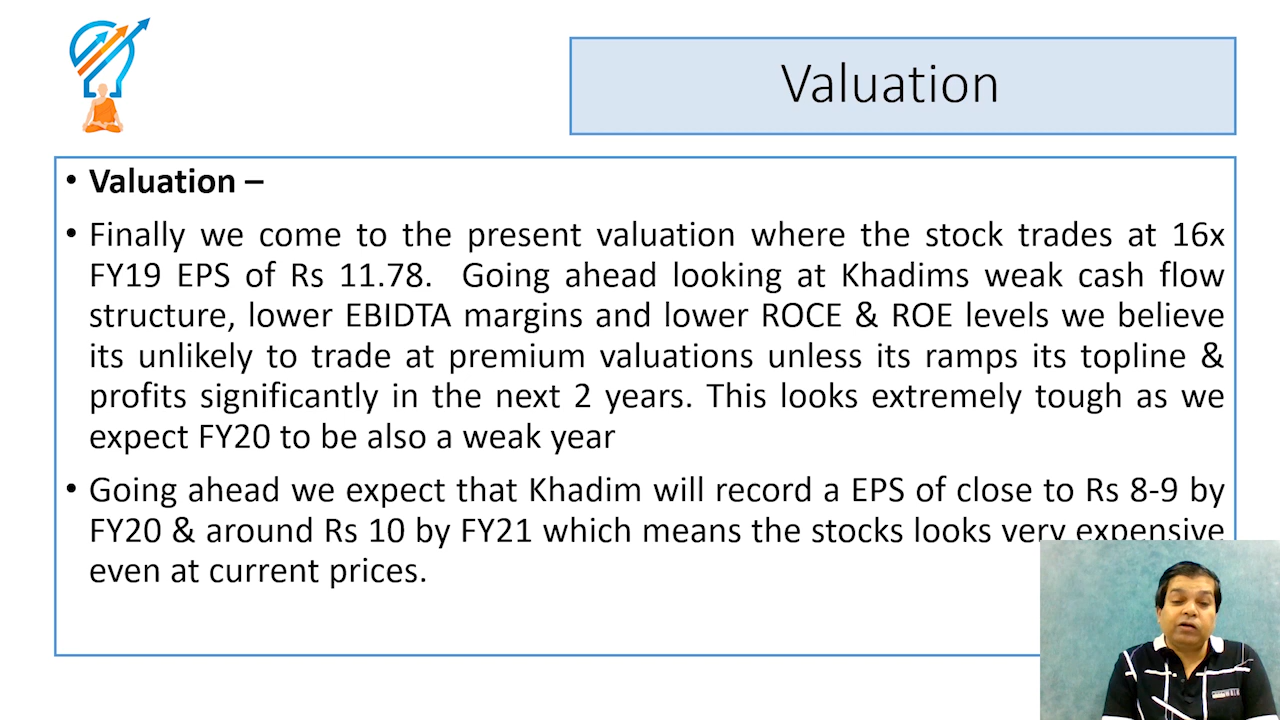 Valuation
• Valuation –
• Finally we come to the present valuation where the stock trades at 16x
FY19 EPS of Rs 11.78. Going ahead looking at Khadims weak cash flow
structure, lower EBIDTA margins and lower ROCE & ROE levels we believe
its unlikely to trade at premium valuations unless its ramps its topline &
profits significantly in the next 2 years. This looks extremely tough as we
expect FY20 to be also a weak year
• Going ahead we expect that Khadim will record a EPS of close to Rs 8-9 by
FY20 & around Rs 10 by FY21 which means the stocks looks very expensive
even at current prices.